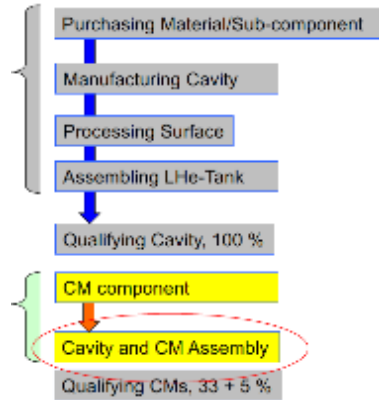 Purchasing Material/Sub-component
Manufacturing Cavity
Processing Surface
Assembling LHe-Tank
Qualifying Cavity, 100 %
CM component
Cavity and CM Assembly
Qualifying CMs, 33 + 5 %